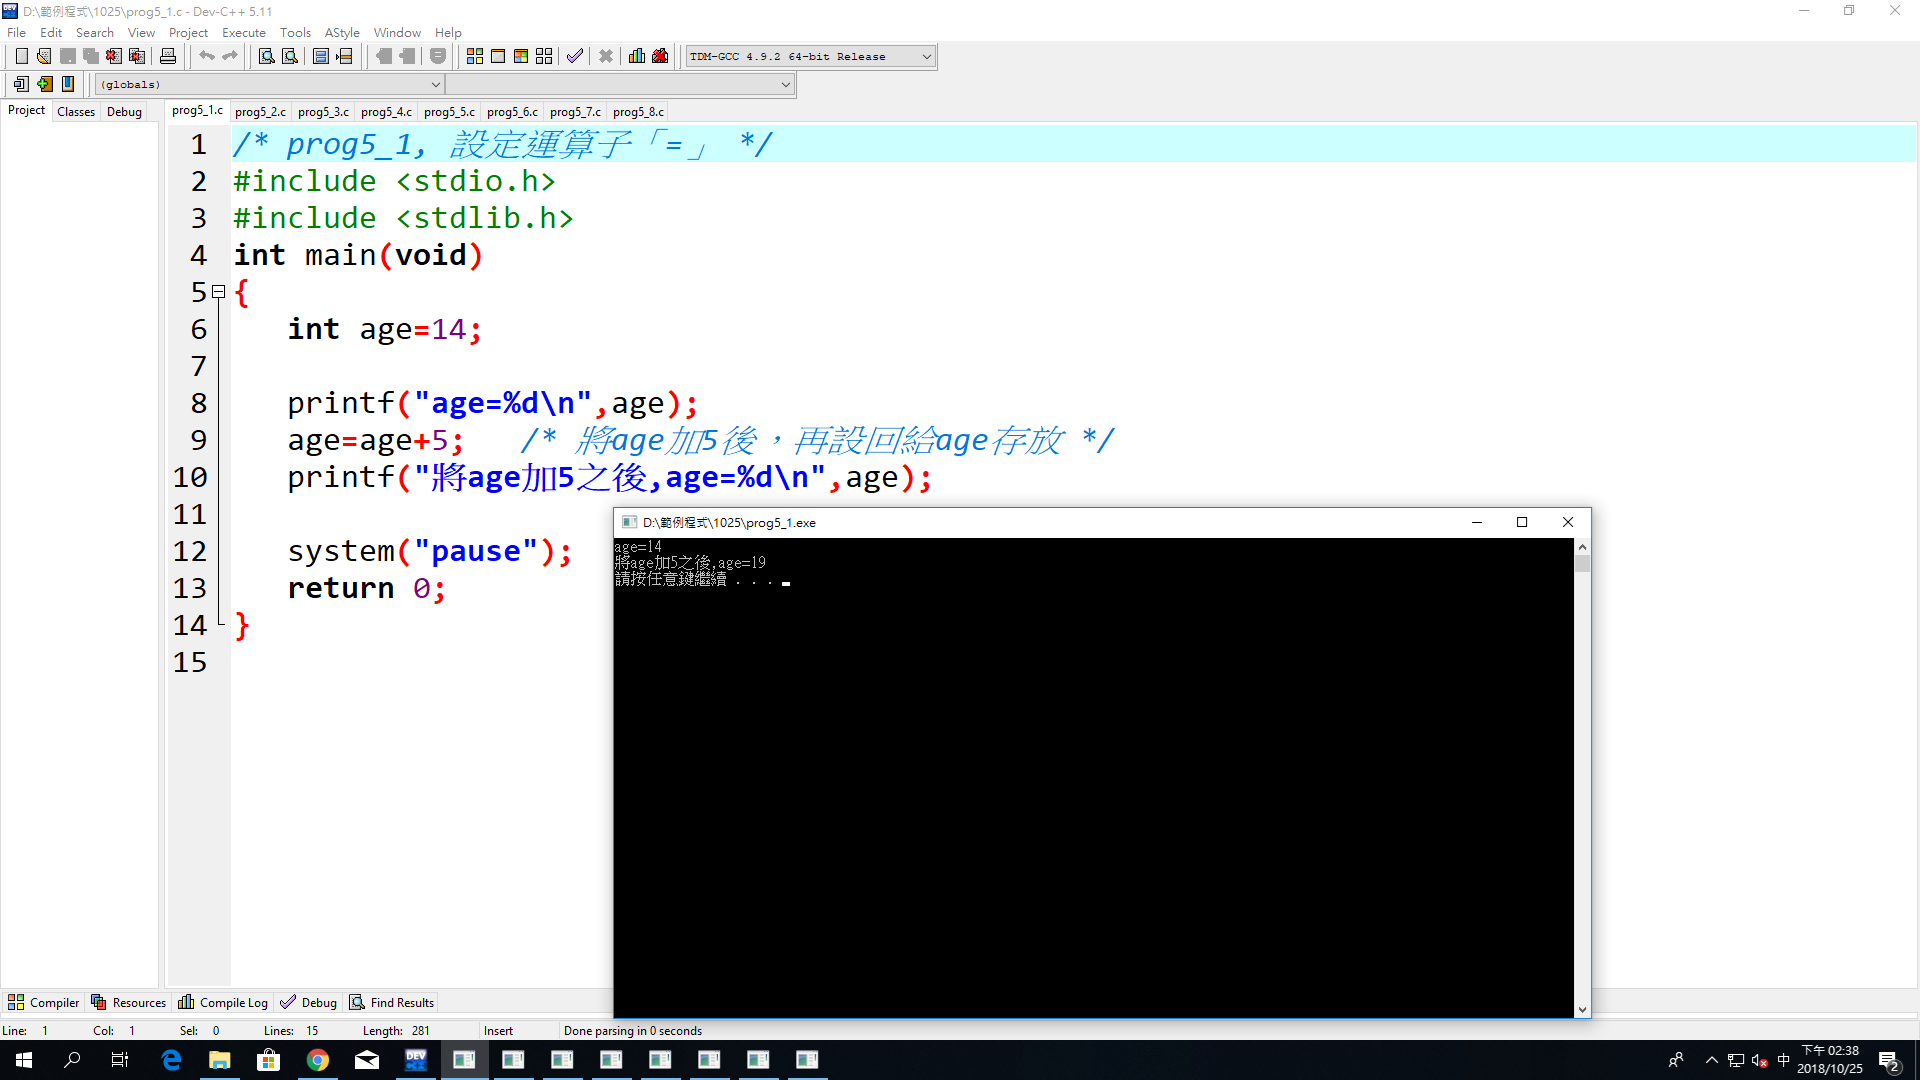 D:\範例程式\1025\prog5_1.c - Dev-C++ 5.11
File Edit Search View Project Execute Tools AStyle Window Help
TDM-GCC 4.9.2 64-bit Release
(globals)
Project Classes Debug
prog5_1.c prog5_2.c prog5_3.c prog5_4.c prog5_5.c prog5_6.c prog5_7.c prog5_8.c
1 /* prog5_1, 設定運算子「=」 */
2 #include <stdio.h>
3 #include <stdlib.h>
4 int main(void)
5 {
6 int age=14;
7
8 printf("age=%d\n",age);
9 age=age+5; /* 將age加5後，再設回給age存放 */
10 printf("將age加5之後,age=%d\n",age);
11
12 system("pause");
13 return 0;
14 }
15
D:\範例程式\1025\prog5_1.exe
age=14
將age加5之後,age=19
請按任意鍵繼續 . . .
Compiler Resources Compile Log Debug Find Results
Line: 1 Col: 1 Sel: 0 Lines: 15 Length: 281 Insert Done parsing in 0 seconds
DEV C++
中
下午 02:38
2018/10/25
2